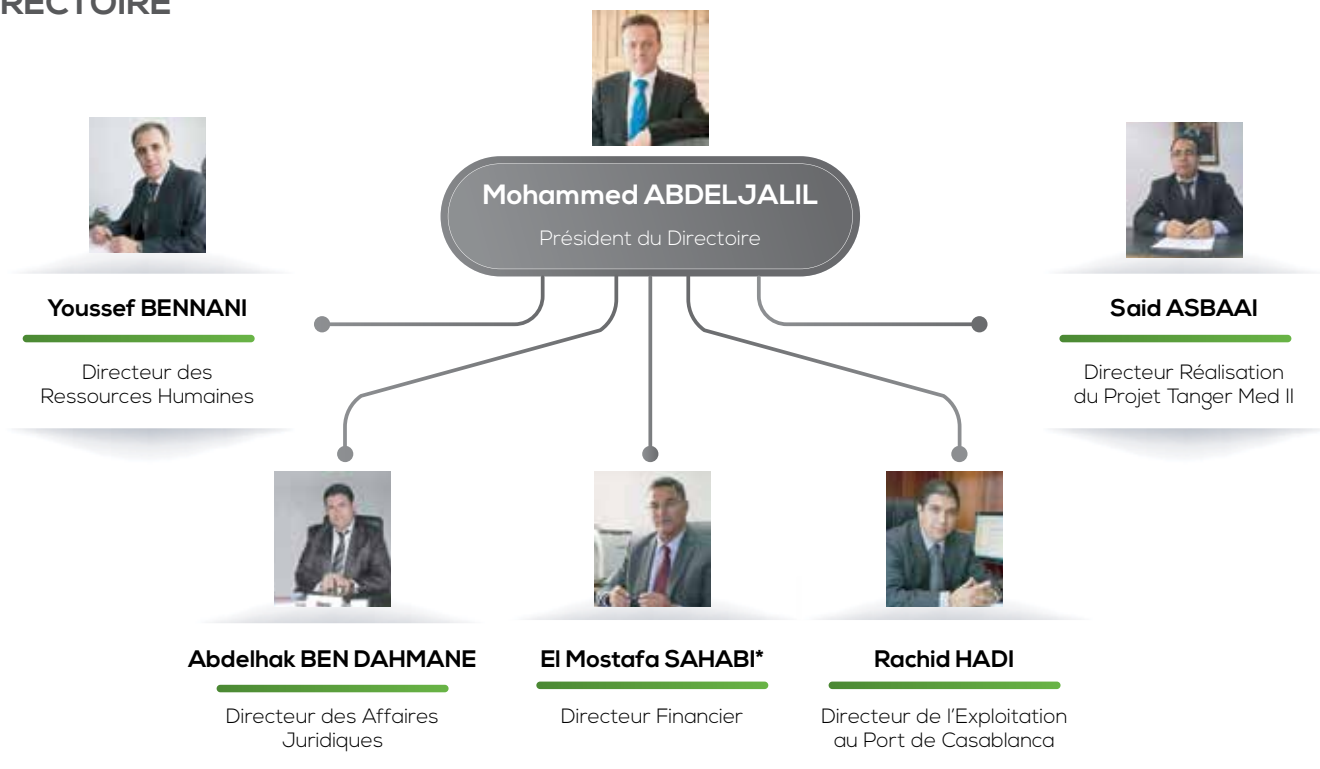 RECTOIRE
Mohammed ABDELJALIL
Président du Directoire
Youssef BENNANI
Directeur des
Ressources Humaines
Said ASBAAI
Directeur Réalisation
du Projet Tanger Med II
Abdelhak BEN DAHMANE
Directeur des Affaires
Juridiques
El Mostafa SAHABI*
Directeur Financier
Rachid HADI
Directeur de l'Exploitation
au Port de Casablanca